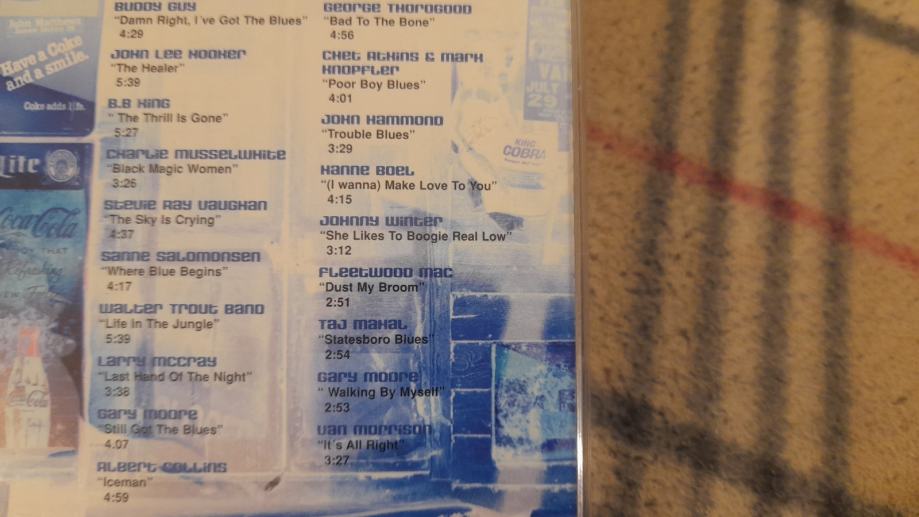 John Matthews
Have a Coke
and a smile.
Coke adds life.
Lite
Coca-Cola
Refreshing
BUDDY GUY
"Damn Right, I´ve Got The Blues"
4:29
JOHN LEE HOOKER
"The Healer"
5:39
B.B KING
" The Thrill Is Gone"
5:27
CHARLIE MUSSELWHITE
"Black Magic Women"
3:26
STEVIE RAY VAUGHAN
"The Sky Is Crying"
4:37
SANNE SALOMONSEN
"Where Blue Begins"
4:17
WALTER TROUT BAND
"Life In The Jungle"
5:39
LARRY MCCRAY
"Last Hand Of The Night"
3:38
GARY MOORE
"Still Got The Blues"
4.07
ALBERT COLLINS
"Iceman"
4:59
GEORGE THOROGOOD
"Bad To The Bone"
4:56
CHET ATKINS & MARK
KNOPFLER
"Poor Boy Blues"
4:01
JOHN HAMMOND
"Trouble Blues"
3:29
HANNE BOEL
"(I wanna) Make Love To You"
4:15
JOHNNY WINTER
"She Likes To Boogie Real Low"
3:12
FLEETWOOD MAC
"Dust My Broom"
2:51
TAJ MAHAL
"Statesboro Blues"
2:54
GARY MOORE
" Walking By Myself"
2:53
VAN MORRISON
"It´s All Right"
3:27
JULY
29
KING
COBRA